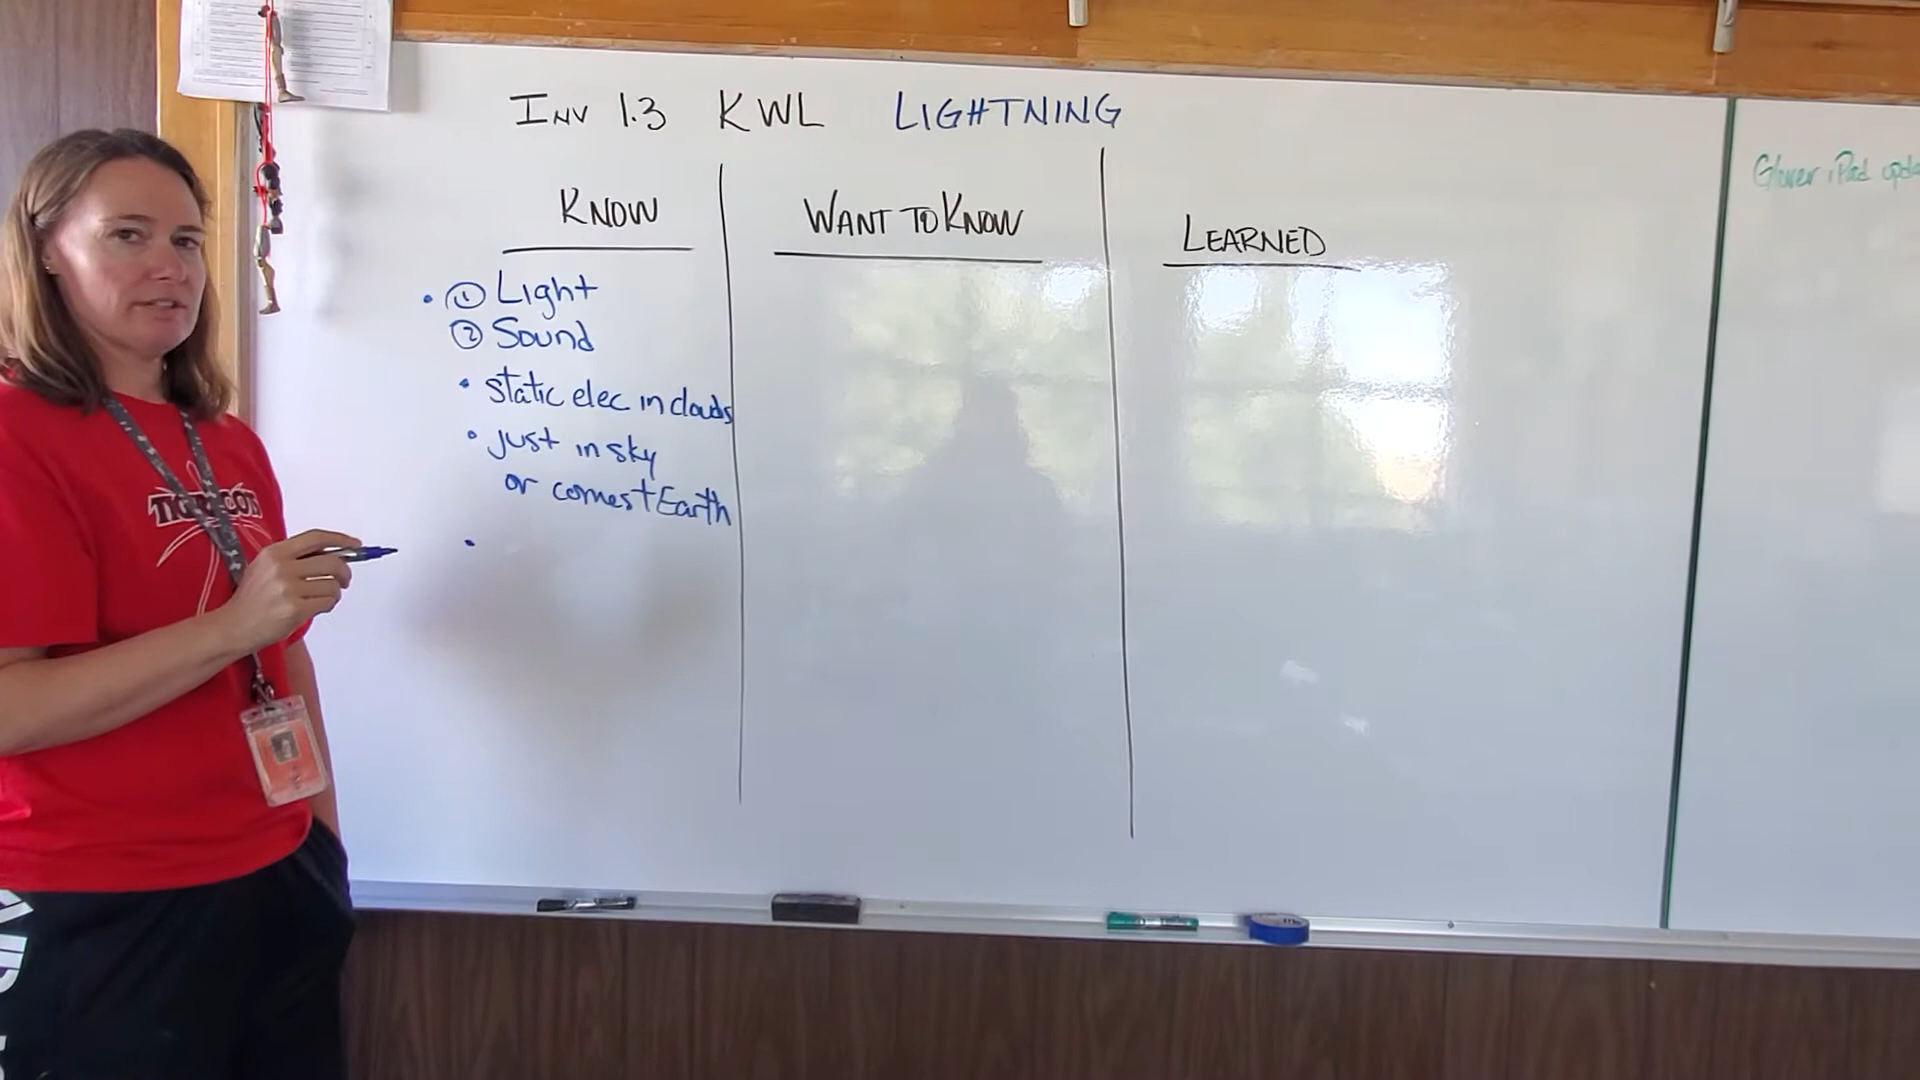 INV 1.3 KWL LIGHTNING
KNOW
WANT TO KNOW
LEARNED
• ① Light
② Sound
• static elec in clouds
• just in sky
or comes t Earth
•
Glover iPad